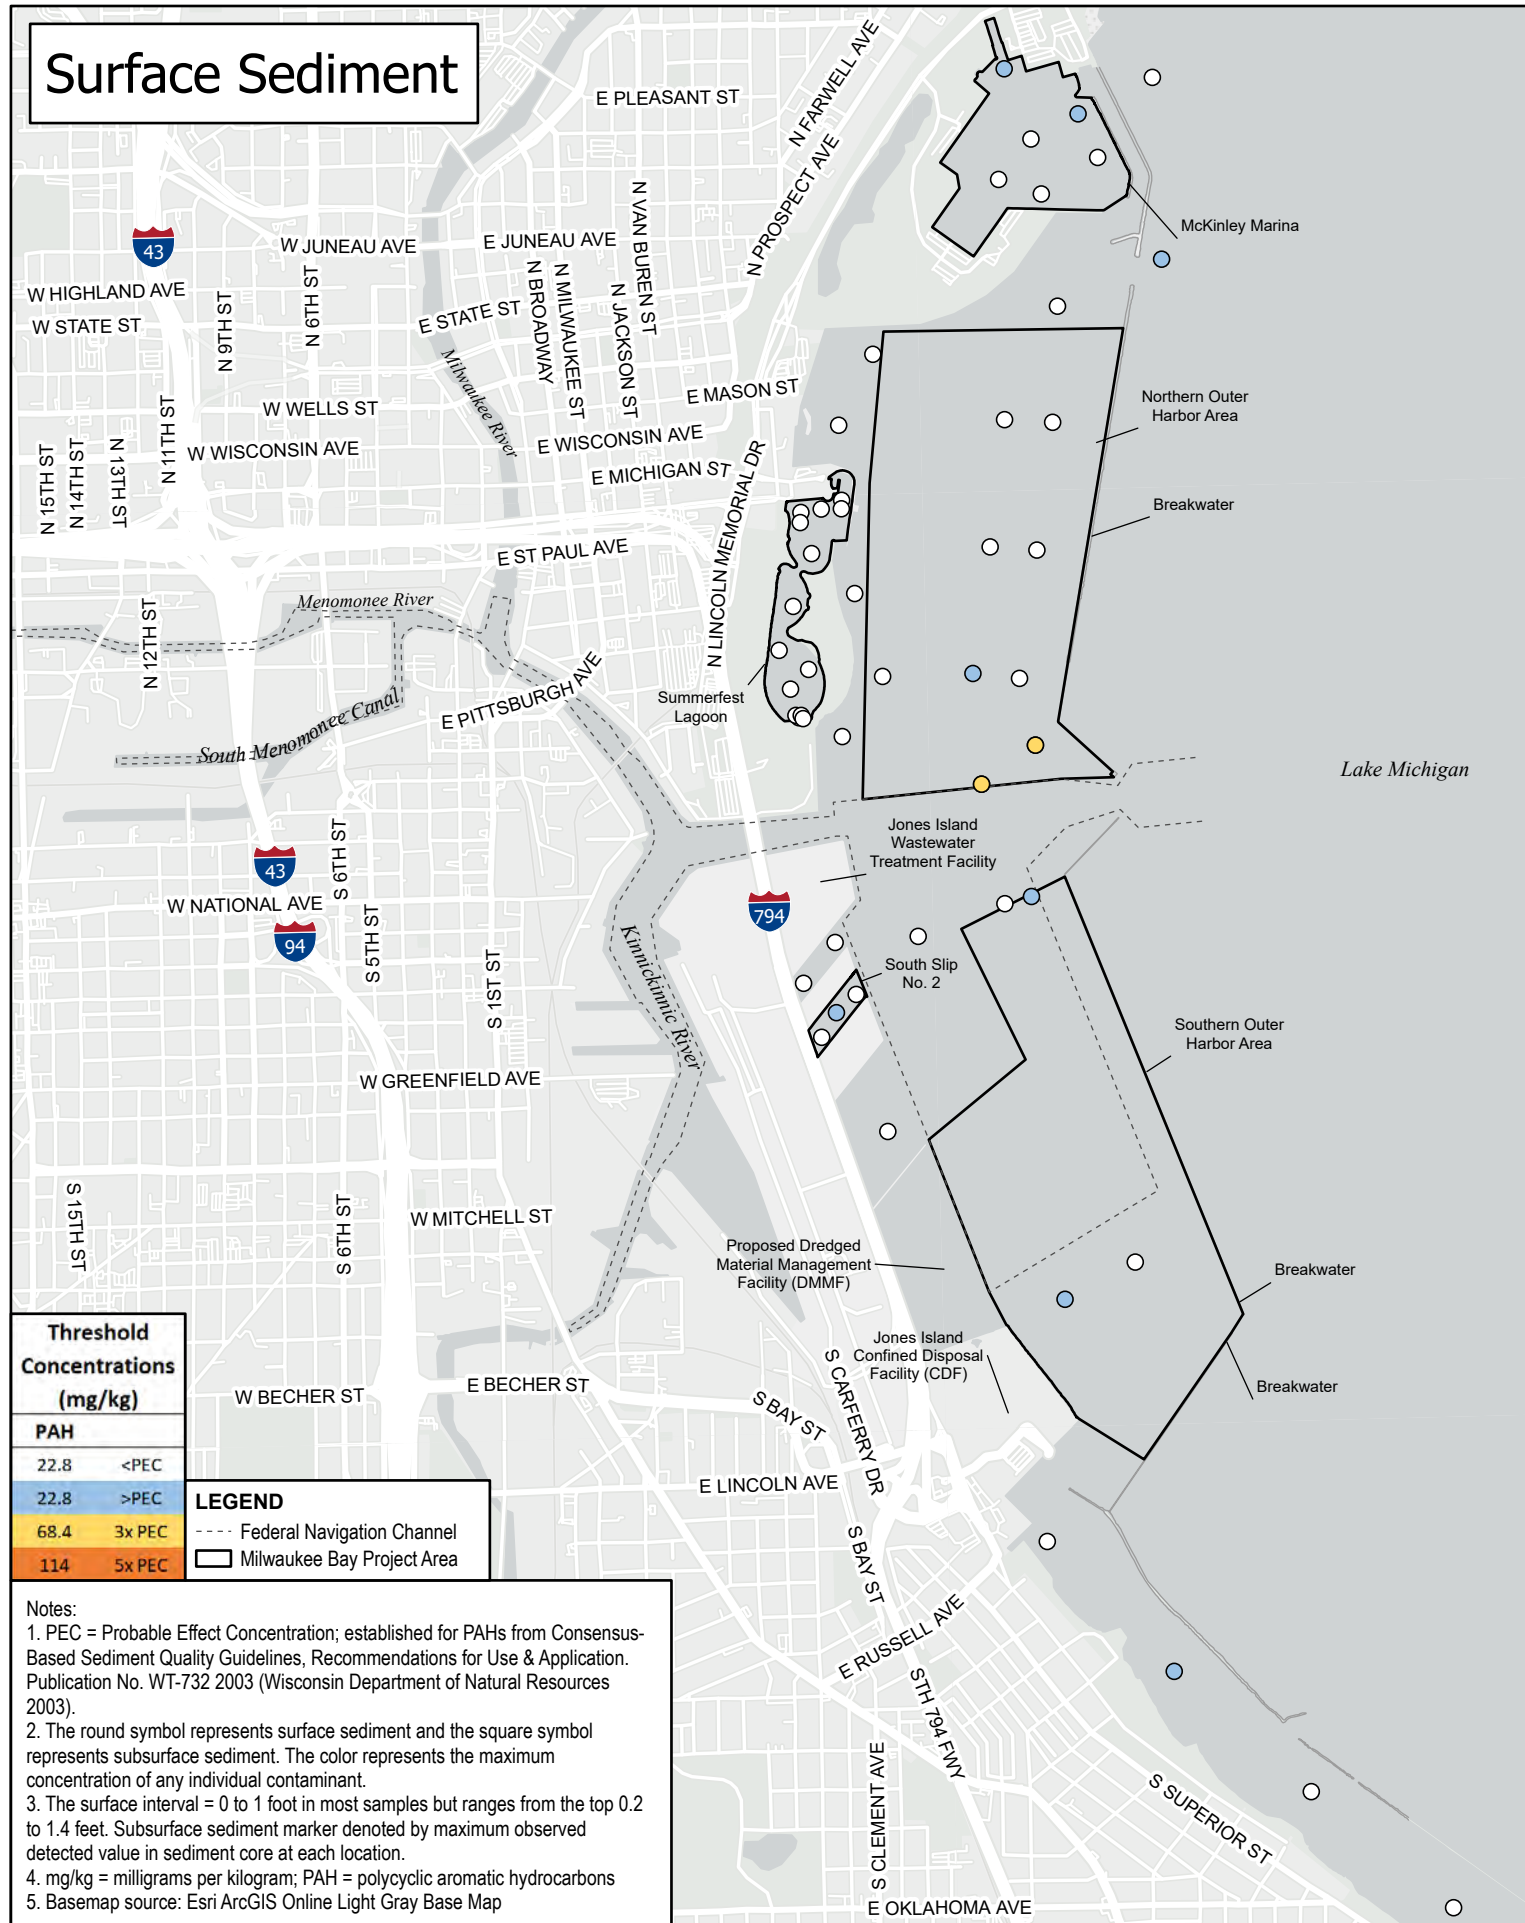 Surface Sediment
E PLEASANT ST
N FARWELL AVE
N PROSPECT AVE
N VAN BUREN ST
McKinley Marina
43
W JUNEAU AVE
E JUNEAU AVE
N BROADWAY
N MILWAUKEE ST
N JACKSON ST
W HIGHLAND AVE
W STATE ST
N 9TH ST
N 6TH ST
E STATE ST
Milwaukee River
E MASON ST
Northern Outer
Harbor Area
W WELLS ST
N 11TH ST
W WISCONSIN AVE
E WISCONSIN AVE
N 15TH ST
N 14TH ST
N 13TH ST
E MICHIGAN ST
N LINCOLN MEMORIAL DR
Breakwater
E ST PAUL AVE
Menomonee River
N 12TH ST
E PITTSBURGH AVE
Summerfest
Lagoon
South Menomonee Canal
Lake Michigan
Jones Island
Wastewater
Treatment Facility
43
S 6TH ST
W NATIONAL AVE
794
94
S 5TH ST
S 1ST ST
Kinnickinnic River
South Slip
No. 2
Southern Outer
Harbor Area
W GREENFIELD AVE
S 15TH ST
S 6TH ST
W MITCHELL ST
Proposed Dredged
Material Management
Facility (DMMF)
Breakwater
Jones Island
Confined Disposal
Facility (CDF)
Breakwater
W BECHER ST
E BECHER ST
S BAY ST
S CARFERRY DR
E LINCOLN AVE
S BAY ST
E RUSSELL AVE
STH 794 FWY
S CLEMENT AVE
S SUPERIOR ST
E OKLAHOMA AVE
Threshold
Concentrations
(mg/kg)
PAH
22.8 <PEC
22.8 >PEC
68.4 3x PEC
114 5x PEC
LEGEND
Federal Navigation Channel
Milwaukee Bay Project Area
Notes:
1. PEC = Probable Effect Concentration; established for PAHs from Consensus-
Based Sediment Quality Guidelines, Recommendations for Use & Application.
Publication No. WT-732 2003 (Wisconsin Department of Natural Resources
2003).
2. The round symbol represents surface sediment and the square symbol
represents subsurface sediment. The color represents the maximum
concentration of any individual contaminant.
3. The surface interval = 0 to 1 foot in most samples but ranges from the top 0.2
to 1.4 feet. Subsurface sediment marker denoted by maximum observed
detected value in sediment core at each location.
4. mg/kg = milligrams per kilogram; PAH = polycyclic aromatic hydrocarbons
5. Basemap source: Esri ArcGIS Online Light Gray Base Map